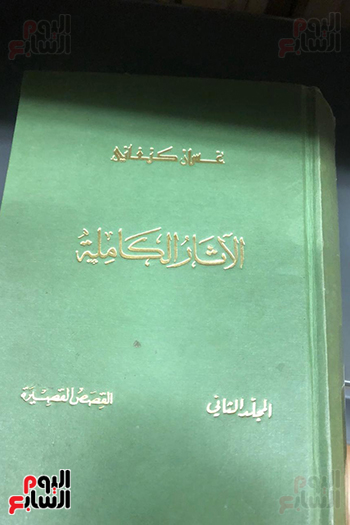 اليوم السابع
غسان كنفاني
الآثار الكاملة
المجلد الثاني
القصص القصيرة
اليوم السابع
اليوم السابع